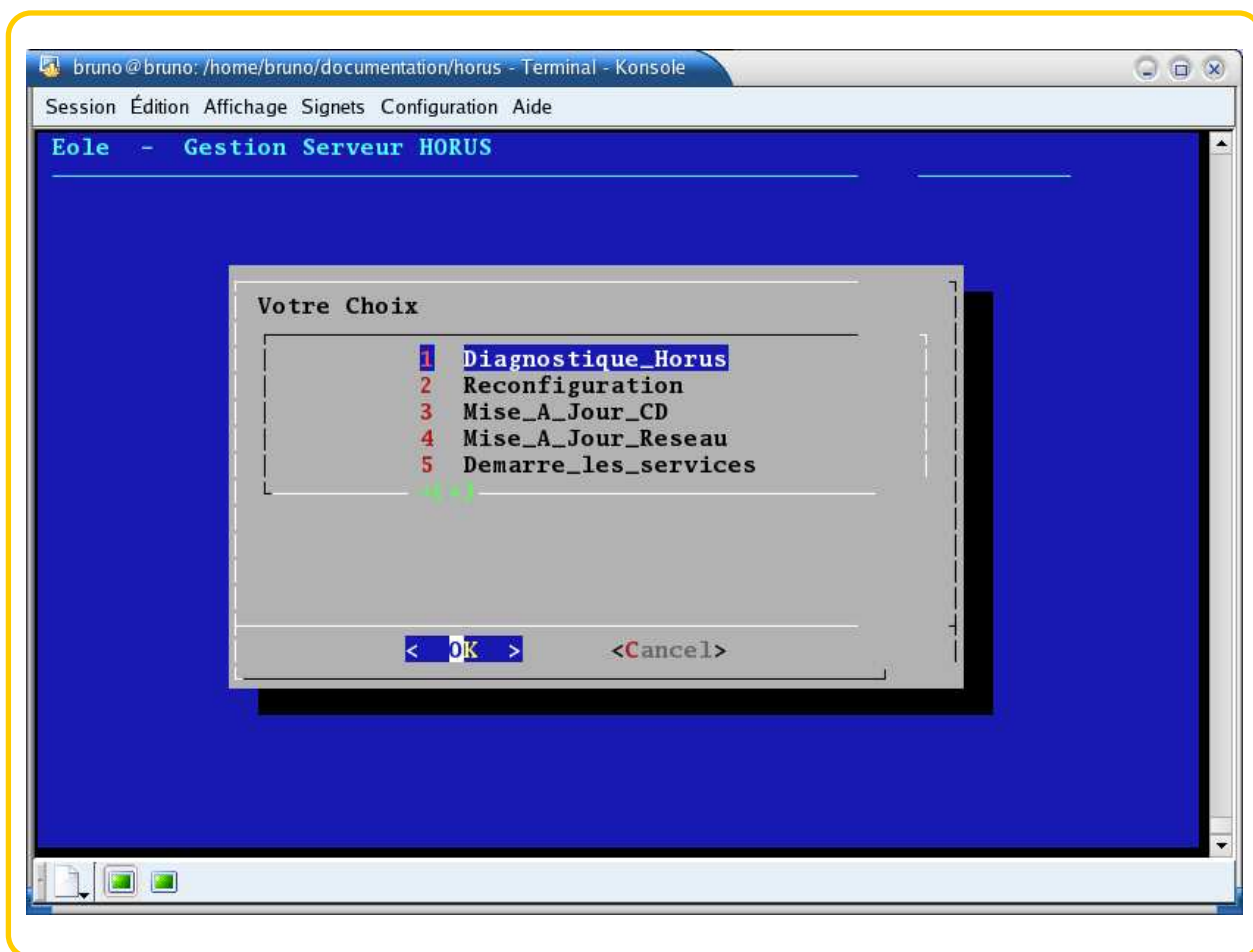 bruno@bruno: /home/bruno/documentation/horus - Terminal - Konsole
Session Édition Affichage Signets Configuration Aide
Eole - Gestion Serveur HORUS
Votre Choix
1 Diagnostique_Horus
2 Reconfiguration
3 Mise_A_Jour_CD
4 Mise_A_Jour_Reseau
5 Demarre_les_services
< OK > <Cancel>